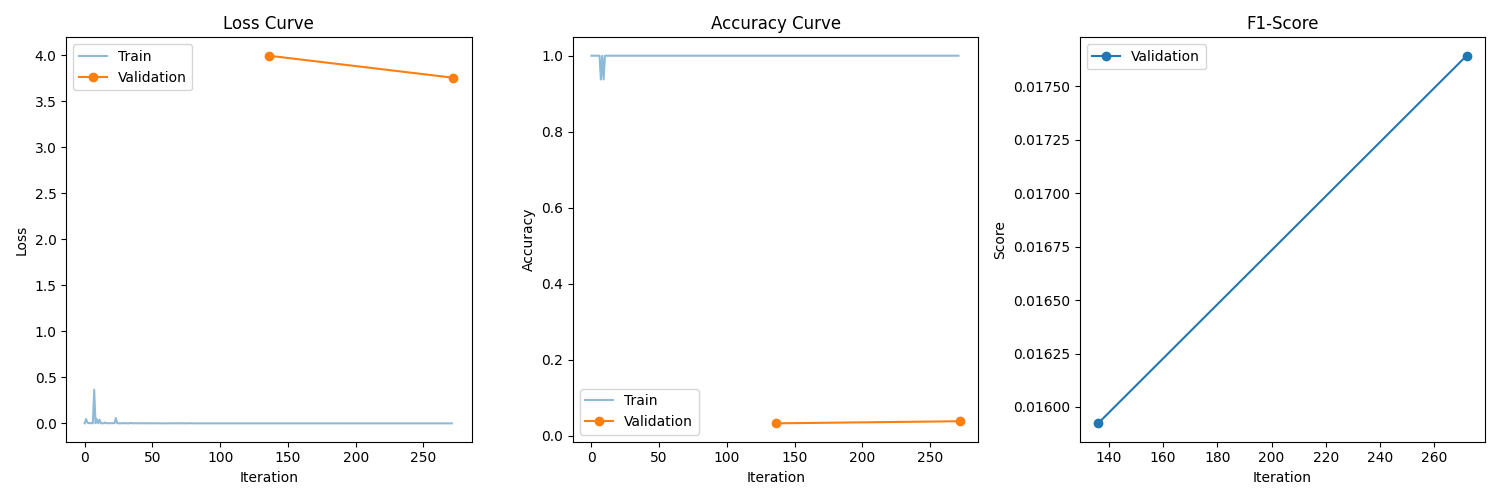 Loss Curve
Train
Validation
4.0
3.5
3.0
2.5
2.0
1.5
1.0
0.5
0.0
Loss
0 50 100 150 200 250
Iteration
Accuracy Curve
1.0
0.8
0.6
0.4
0.2
0.0
Accuracy
Train
Validation
0 50 100 150 200 250
Iteration
F1-Score
Validation
0.01750
0.01725
0.01700
0.01675
0.01650
0.01625
0.01600
Score
140 160 180 200 220 240 260
Iteration